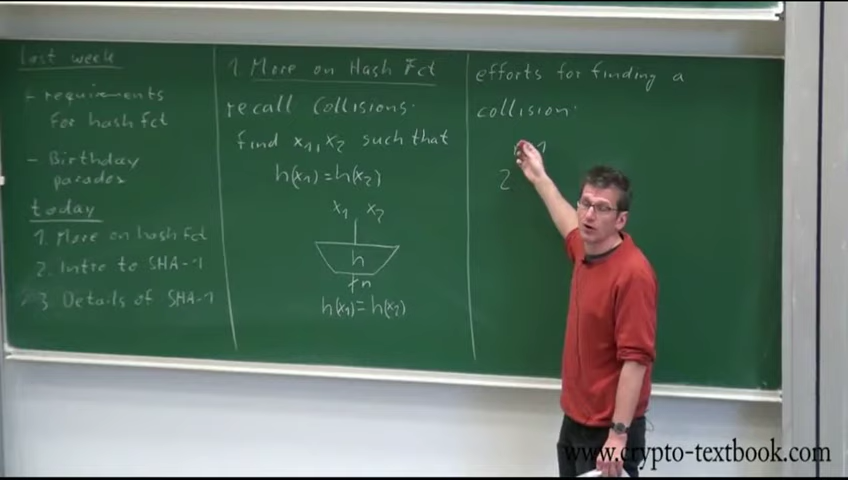 last week
- requirements
for hash fct
- Birthday
paradox
today
1. More on hash fct
2. Intro to SHA-1
3. Details of SHA-1
1. More on Hash Fct
recall Collisions:
find x1, x2 such that
h(x1) = h(x2)
x1 x2
h
n
h(x1) = h(x2)
efforts for finding a
collision:
2
www.crypto-textbook.com